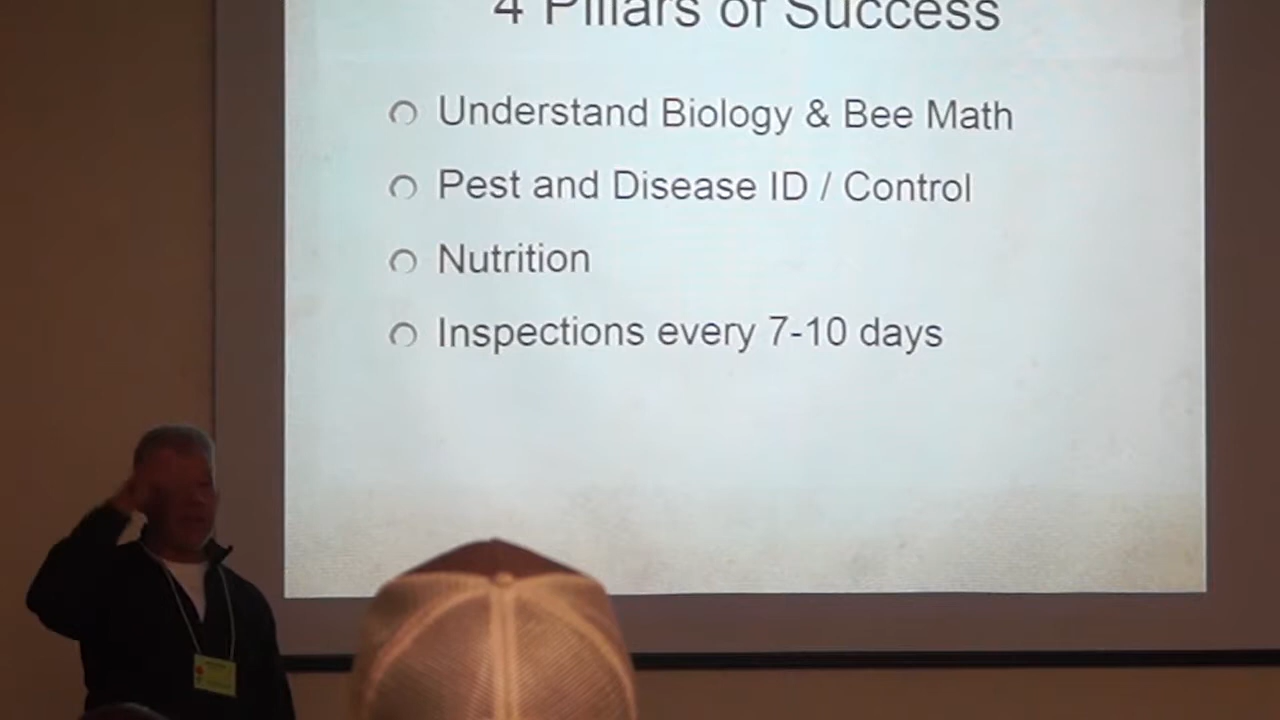 4 Pillars of Success
Understand Biology & Bee Math
Pest and Disease ID / Control
Nutrition
Inspections every 7-10 days